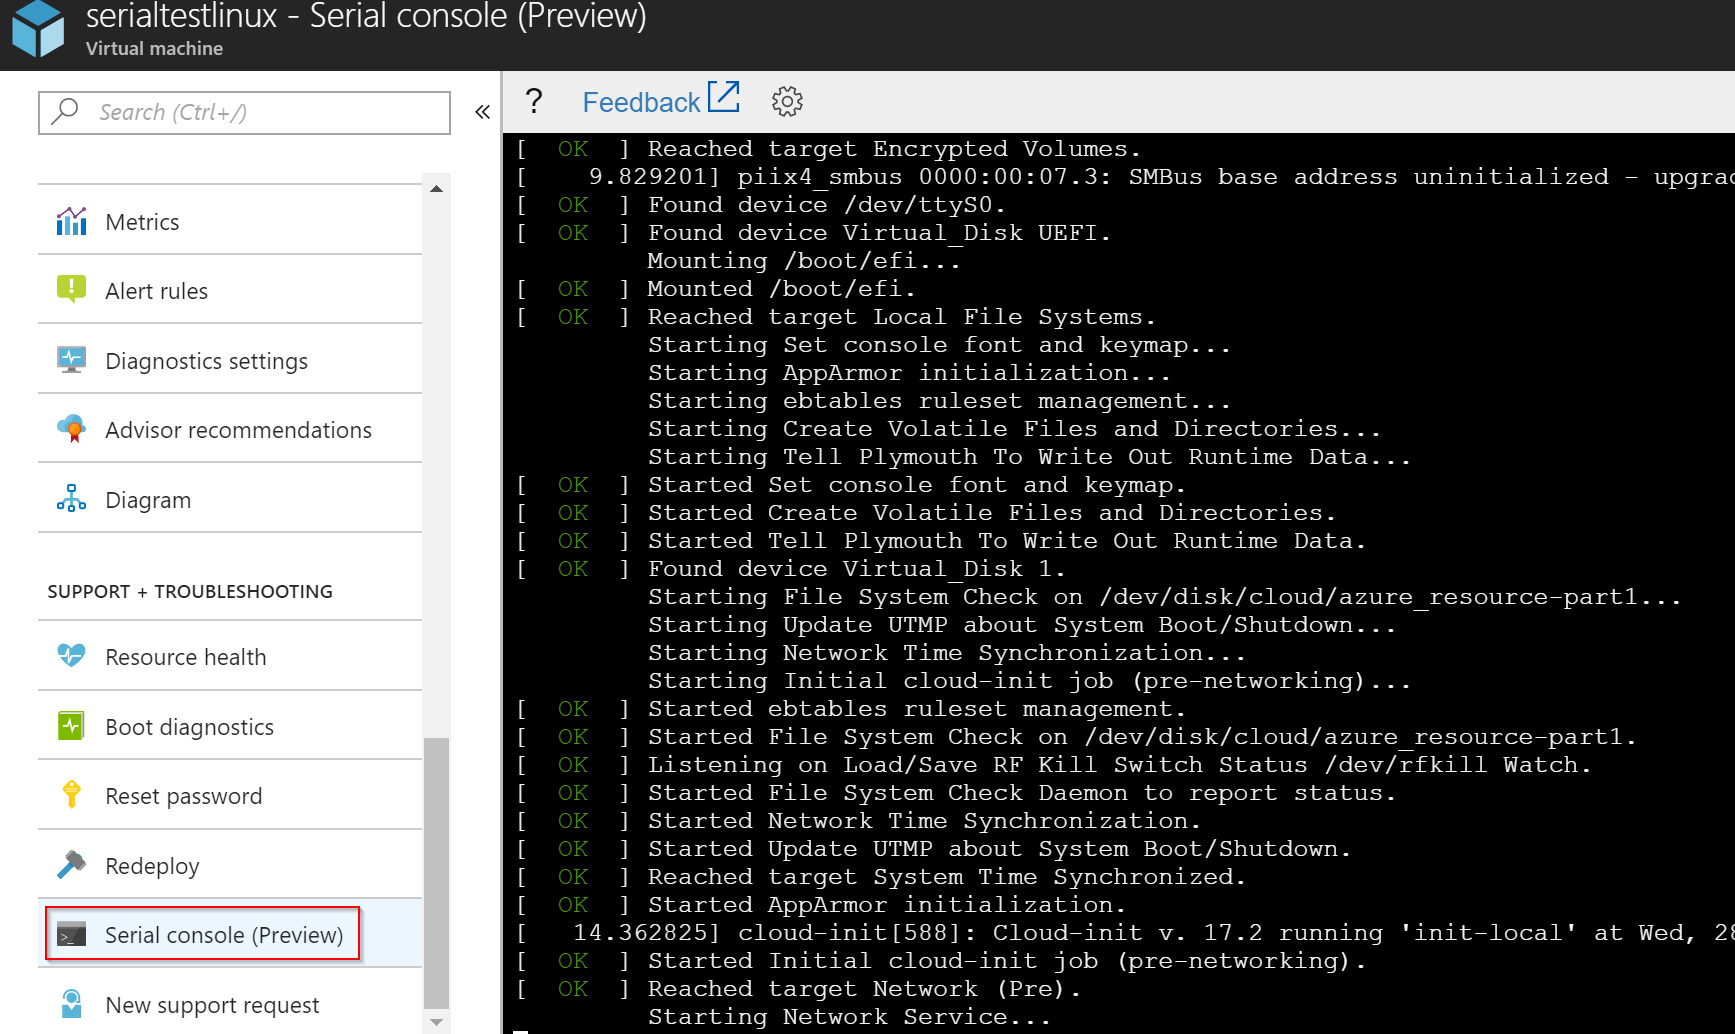 serialtestlinux - Serial console (Preview)
Virtual machine
Search (Ctrl+/)
«
Metrics
Alert rules
Diagnostics settings
Advisor recommendations
Diagram
SUPPORT + TROUBLESHOOTING
Resource health
Boot diagnostics
Reset password
Redeploy
>_ Serial console (Preview)
New support request
? Feedback
[  OK  ] Reached target Encrypted Volumes.
[    9.829201] piix4_smbus 0000:00:07.3: SMBus base address uninitialized - upgrad
[  OK  ] Found device /dev/ttyS0.
[  OK  ] Found device Virtual_Disk UEFI.
Mounting /boot/efi...
[  OK  ] Mounted /boot/efi.
[  OK  ] Reached target Local File Systems.
Starting Set console font and keymap...
Starting AppArmor initialization...
Starting ebtables ruleset management...
Starting Create Volatile Files and Directories...
Starting Tell Plymouth To Write Out Runtime Data...
[  OK  ] Started Set console font and keymap.
[  OK  ] Started Create Volatile Files and Directories.
[  OK  ] Started Tell Plymouth To Write Out Runtime Data.
[  OK  ] Found device Virtual_Disk 1.
Starting File System Check on /dev/disk/cloud/azure_resource-part1...
Starting Update UTMP about System Boot/Shutdown...
Starting Network Time Synchronization...
Starting Initial cloud-init job (pre-networking)...
[  OK  ] Started ebtables ruleset management.
[  OK  ] Started File System Check on /dev/disk/cloud/azure_resource-part1.
[  OK  ] Listening on Load/Save RF Kill Switch Status /dev/rfkill Watch.
[  OK  ] Started File System Check Daemon to report status.
[  OK  ] Started Network Time Synchronization.
[  OK  ] Started Update UTMP about System Boot/Shutdown.
[  OK  ] Reached target System Time Synchronized.
[  OK  ] Started AppArmor initialization.
[   14.362825] cloud-init[588]: Cloud-init v. 17.2 running 'init-local' at Wed, 28
[  OK  ] Started Initial cloud-init job (pre-networking).
[  OK  ] Reached target Network (Pre).
Starting Network Service...